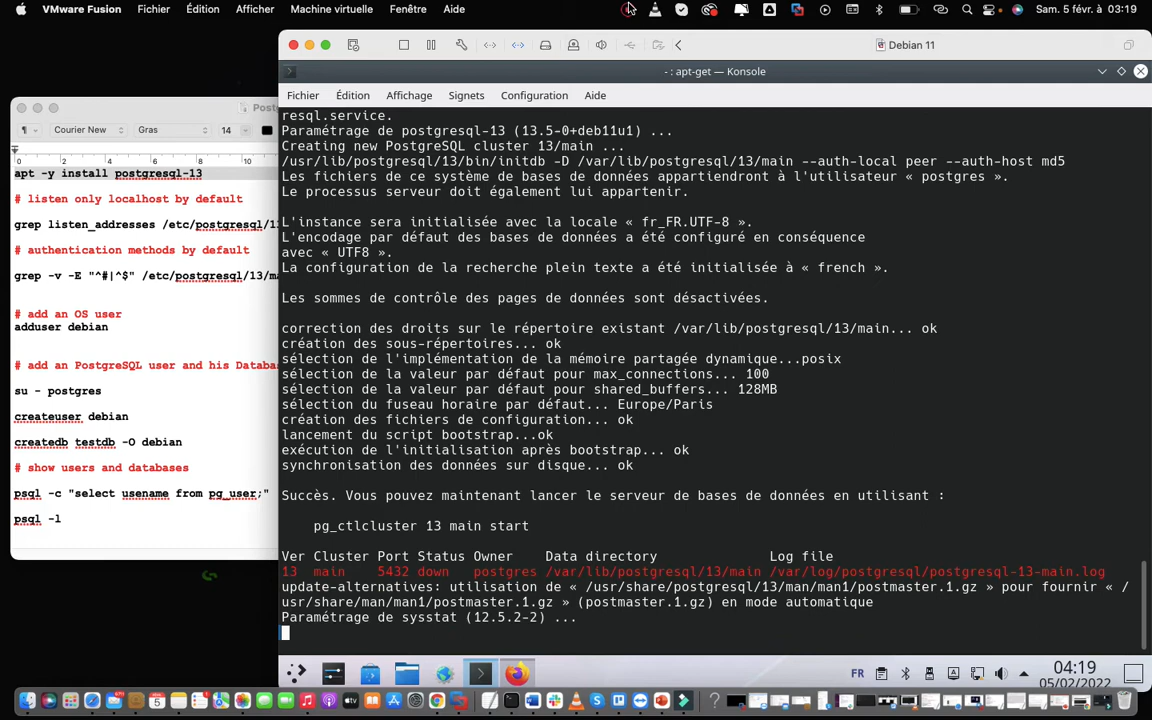 VMware Fusion Fichier Édition Afficher Machine virtuelle Fenêtre Aide Sam. 5 févr. à 03:19
Debian 11
- : apt-get — Konsole
Fichier Édition Affichage Signets Configuration Aide
Post
Courier New Gras 14
0 2 4 6 8 10
apt -y install postgresql-13
# listen only localhost by default
grep listen_addresses /etc/postgresql/1
# authentication methods by default
grep -v -E "^#|^$" /etc/postgresql/13/ma
# add an OS user
adduser debian
# add an PostgreSQL user and his Databas
su - postgres
createuser debian
createdb testdb -O debian
# show users and databases
psql -c "select usename from pg_user;"
psql -l
resql.service.
Paramétrage de postgresql-13 (13.5-0+deb11u1) ...
Creating new PostgreSQL cluster 13/main ...
/usr/lib/postgresql/13/bin/initdb -D /var/lib/postgresql/13/main --auth-local peer --auth-host md5
Les fichiers de ce système de bases de données appartiendront à l'utilisateur « postgres ».
Le processus serveur doit également lui appartenir.
L'instance sera initialisée avec la locale « fr_FR.UTF-8 ».
L'encodage par défaut des bases de données a été configuré en conséquence
avec « UTF8 ».
La configuration de la recherche plein texte a été initialisée à « french ».
Les sommes de contrôle des pages de données sont désactivées.
correction des droits sur le répertoire existant /var/lib/postgresql/13/main... ok
création des sous-répertoires... ok
sélection de l'implémentation de la mémoire partagée dynamique...posix
sélection de la valeur par défaut pour max_connections... 100
sélection de la valeur par défaut pour shared_buffers... 128MB
sélection du fuseau horaire par défaut... Europe/Paris
création des fichiers de configuration... ok
lancement du script bootstrap...ok
exécution de l'initialisation après bootstrap... ok
synchronisation des données sur disque... ok
Succès. Vous pouvez maintenant lancer le serveur de bases de données en utilisant :
pg_ctlcluster 13 main start
Ver Cluster Port Status Owner Data directory Log file
13 main 5432 down postgres /var/lib/postgresql/13/main /var/log/postgresql/postgresql-13-main.log
update-alternatives: utilisation de « /usr/share/postgresql/13/man/man1/postmaster.1.gz » pour fournir « /
usr/share/man/man1/postmaster.1.gz » (postmaster.1.gz) en mode automatique
Paramétrage de sysstat (12.5.2-2) ...
FR 04:19
05/02/2022